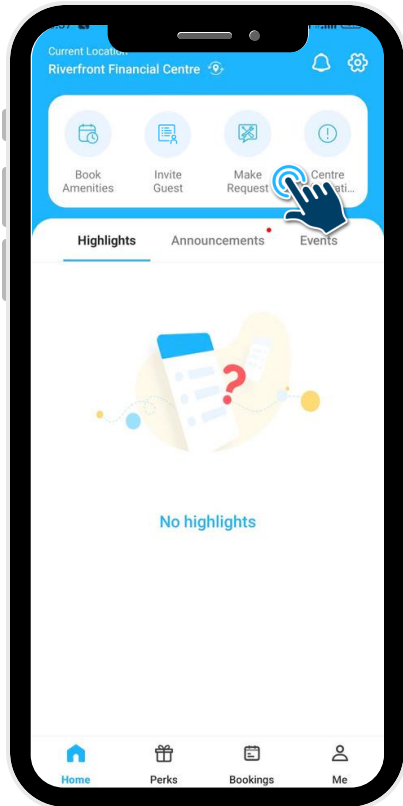 Current Location
Riverfront Financial Centre
Book
Amenities
Invite
Guest
Make
Request
Centre
Highlights
Announcements
Events
?
No highlights
Home
Perks
Bookings
Me